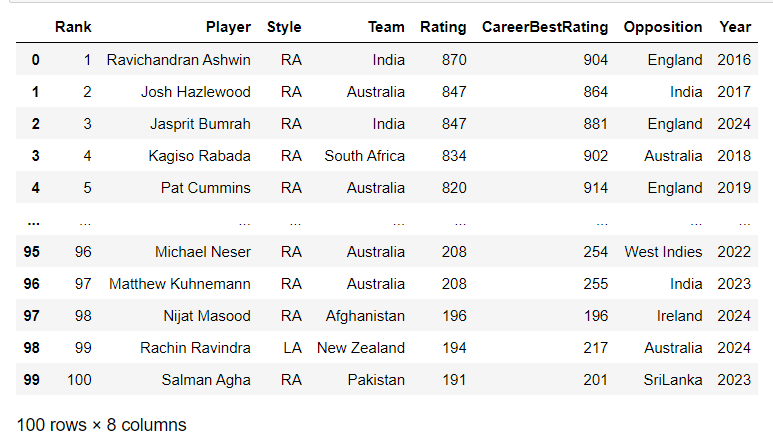 Rank Player Style Team Rating CareerBestRating Opposition Year
0 1 Ravichandran Ashwin RA India 870 904 England 2016
1 2 Josh Hazlewood RA Australia 847 864 India 2017
2 3 Jasprit Bumrah RA India 847 881 England 2024
3 4 Kagiso Rabada RA South Africa 834 902 Australia 2018
4 5 Pat Cummins RA Australia 820 914 England 2019
... ... ... ... ... ... ... ... ...
95 96 Michael Neser RA Australia 208 254 West Indies 2022
96 97 Matthew Kuhnemann RA Australia 208 255 India 2023
97 98 Nijat Masood RA Afghanistan 196 196 Ireland 2024
98 99 Rachin Ravindra LA New Zealand 194 217 Australia 2024
99 100 Salman Agha RA Pakistan 191 201 SriLanka 2023
100 rows × 8 columns